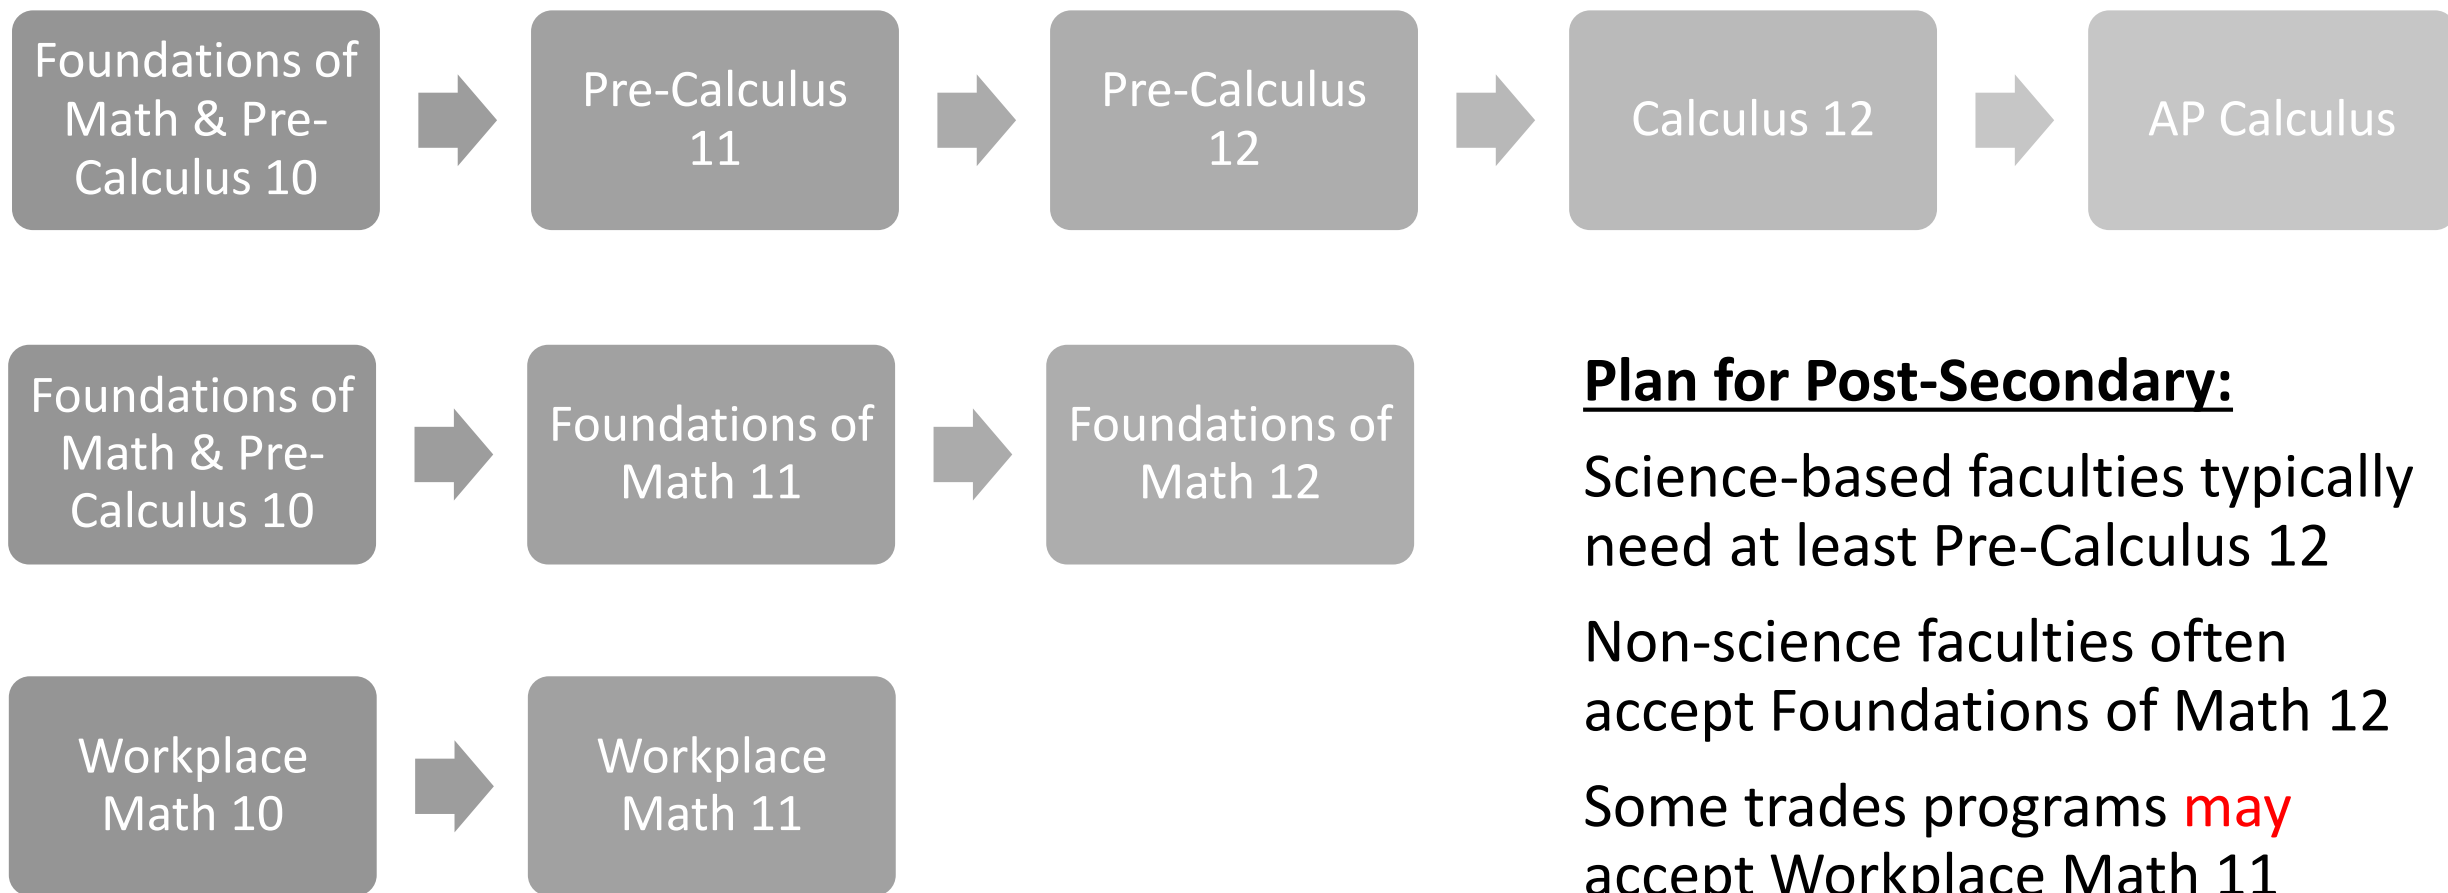 Foundations of
Math & Pre-
Calculus 10
Pre-Calculus
11
Pre-Calculus
12
Calculus 12
AP Calculus
Foundations of
Math & Pre-
Calculus 10
Foundations of
Math 11
Foundations of
Math 12
Workplace
Math 10
Workplace
Math 11
Plan for Post-Secondary:
Science-based faculties typically
need at least Pre-Calculus 12
Non-science faculties often
accept Foundations of Math 12
Some trades programs may
accept Workplace Math 11